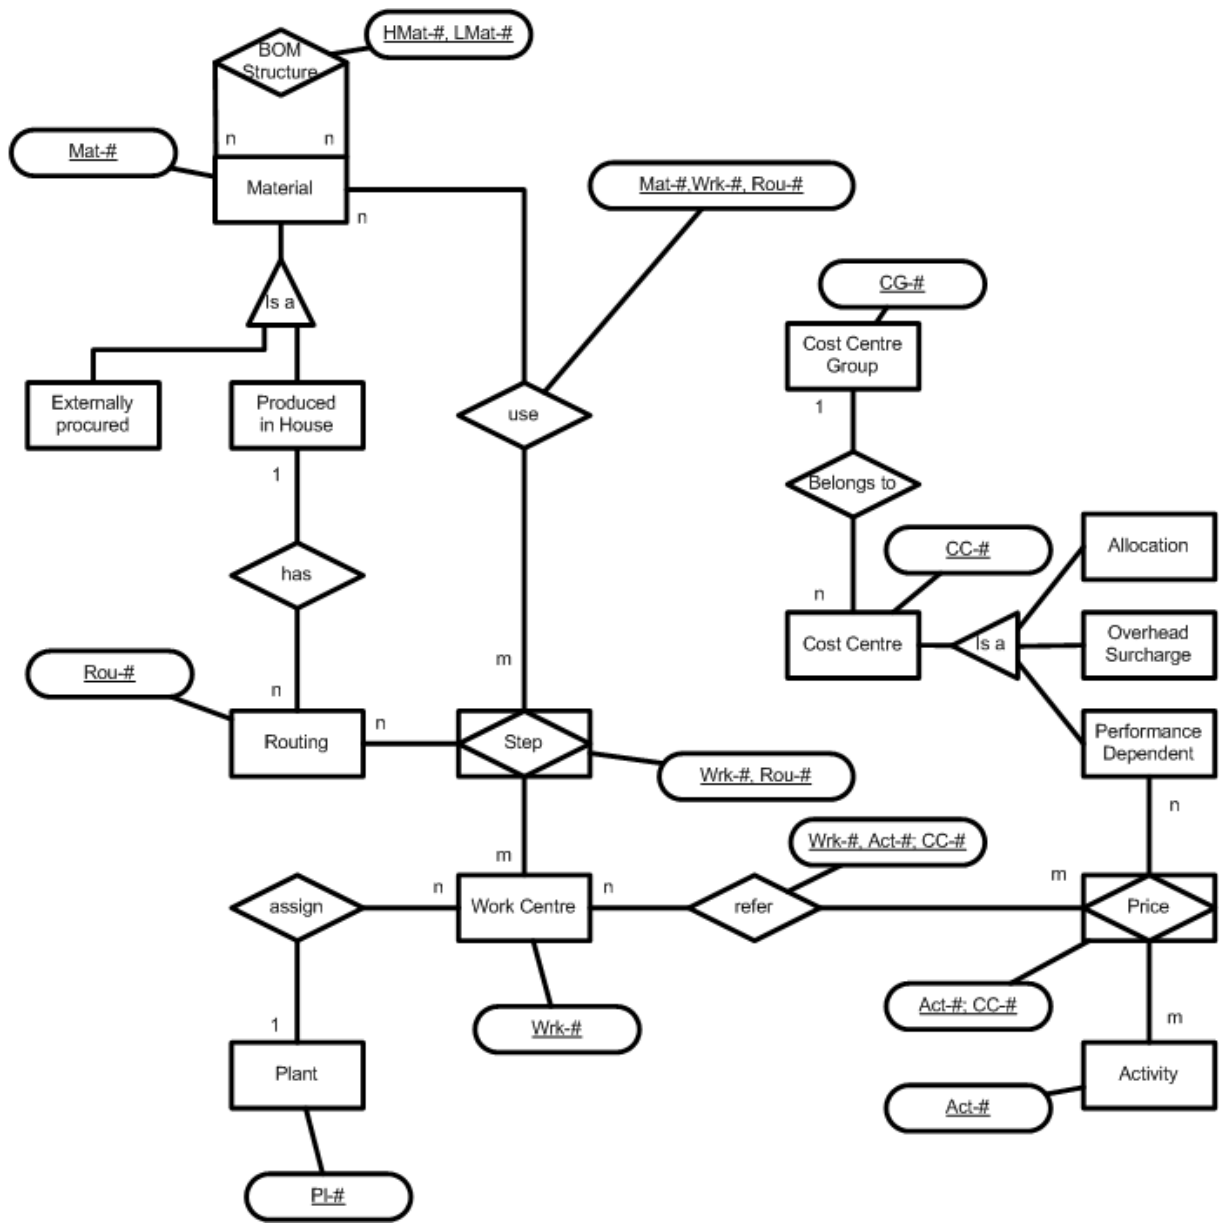 HMat-#, LMat-#
BOM
Structure
n
n
Mat-#
Material
n
Mat-#,Wrk-#, Rou-#
Is a
CG-#
Cost Centre
Group
Externally
procured
Produced
in House
use
1
1
Belongs to
CC-#
Allocation
has
n
Cost Centre
Is a
Overhead
Surcharge
m
Rou-#
n
n
Routing
Step
Performance
Dependent
Wrk-#, Rou-#
n
Wrk-#, Act-#; CC-#
m
m
n
n
assign
Work Centre
refer
Price
Act-#; CC-#
1
Wrk-#
m
Plant
Activity
Act-#
Pl-#